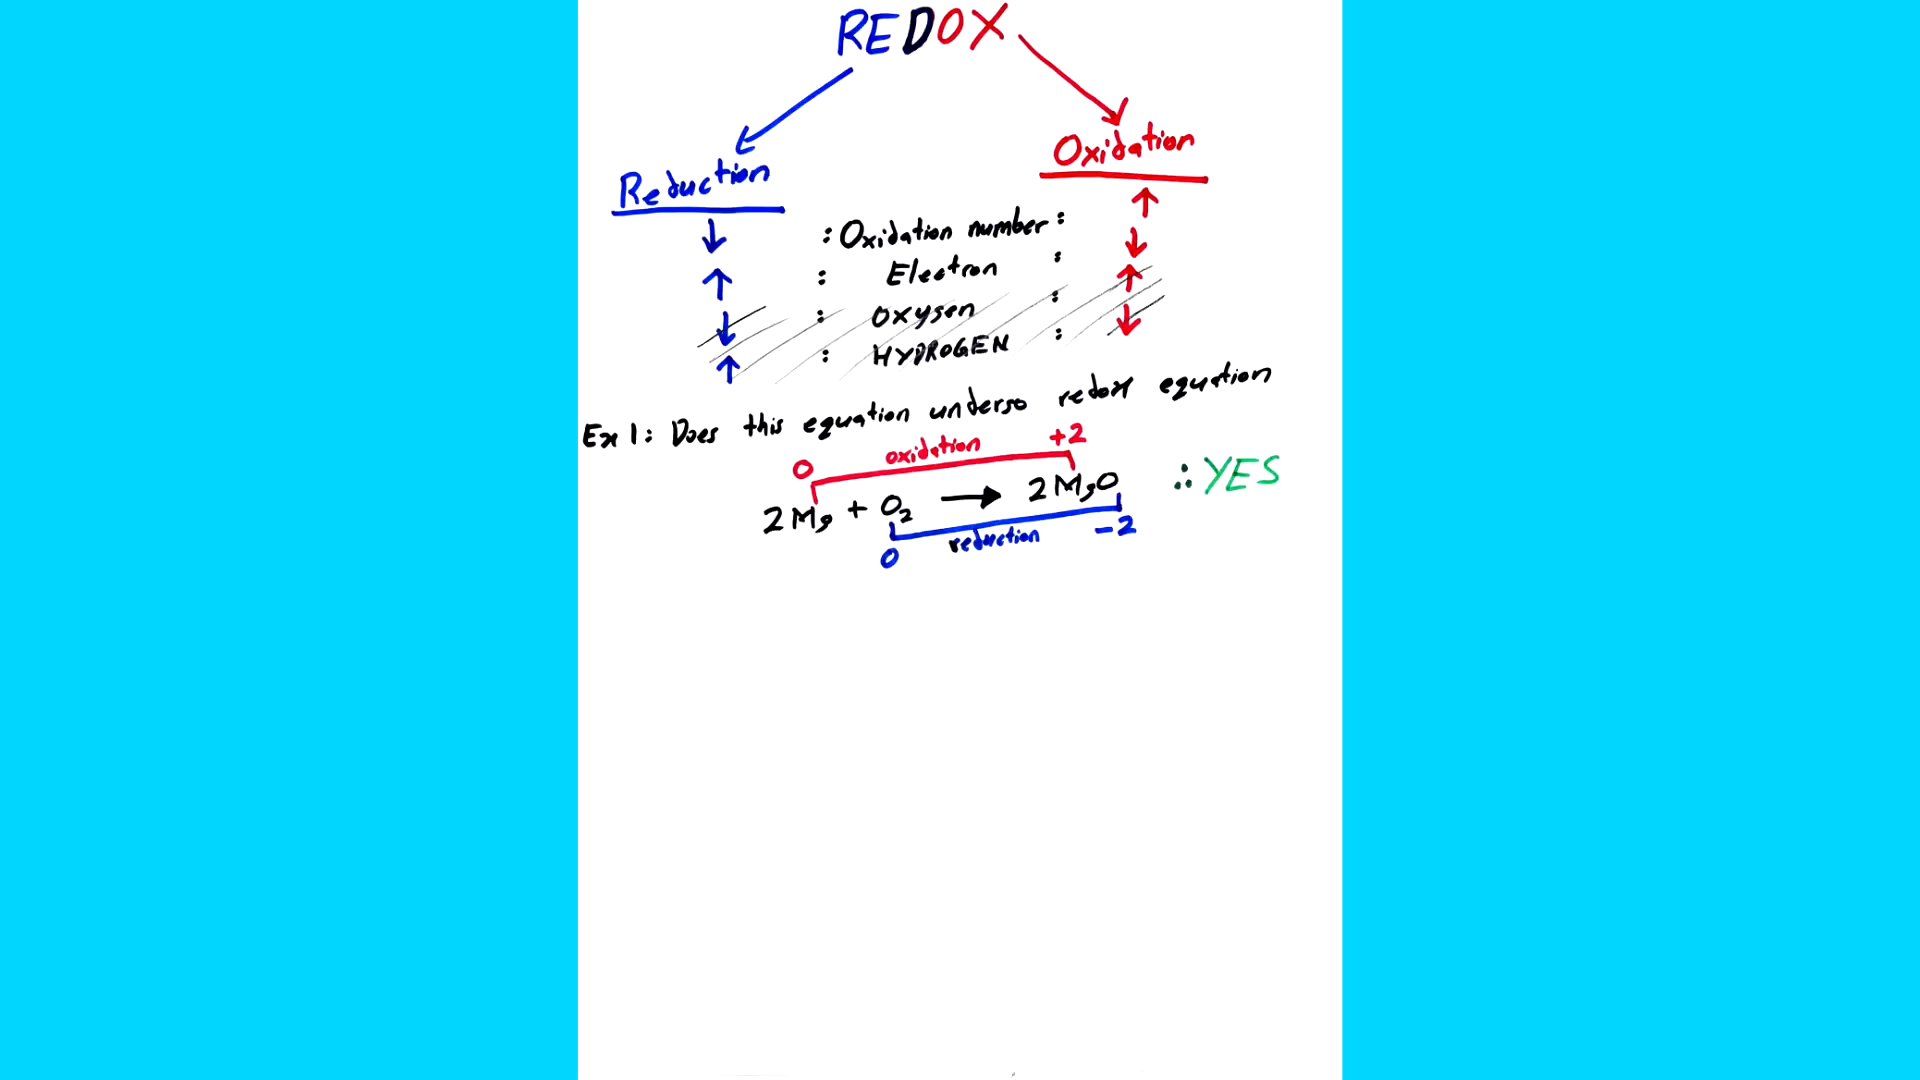 REDOX
Reduction
Oxidation
↓ : Oxidation number : ↑
↑ : Electron : ↓
↓ : OXYgen : ↑
↑ : HYDROGEN : ↓
Ex 1: Does this equation undergo redox equation
0 oxidation +2
2Mg + O₂ → 2MgO ∴ YES
0 reduction -2